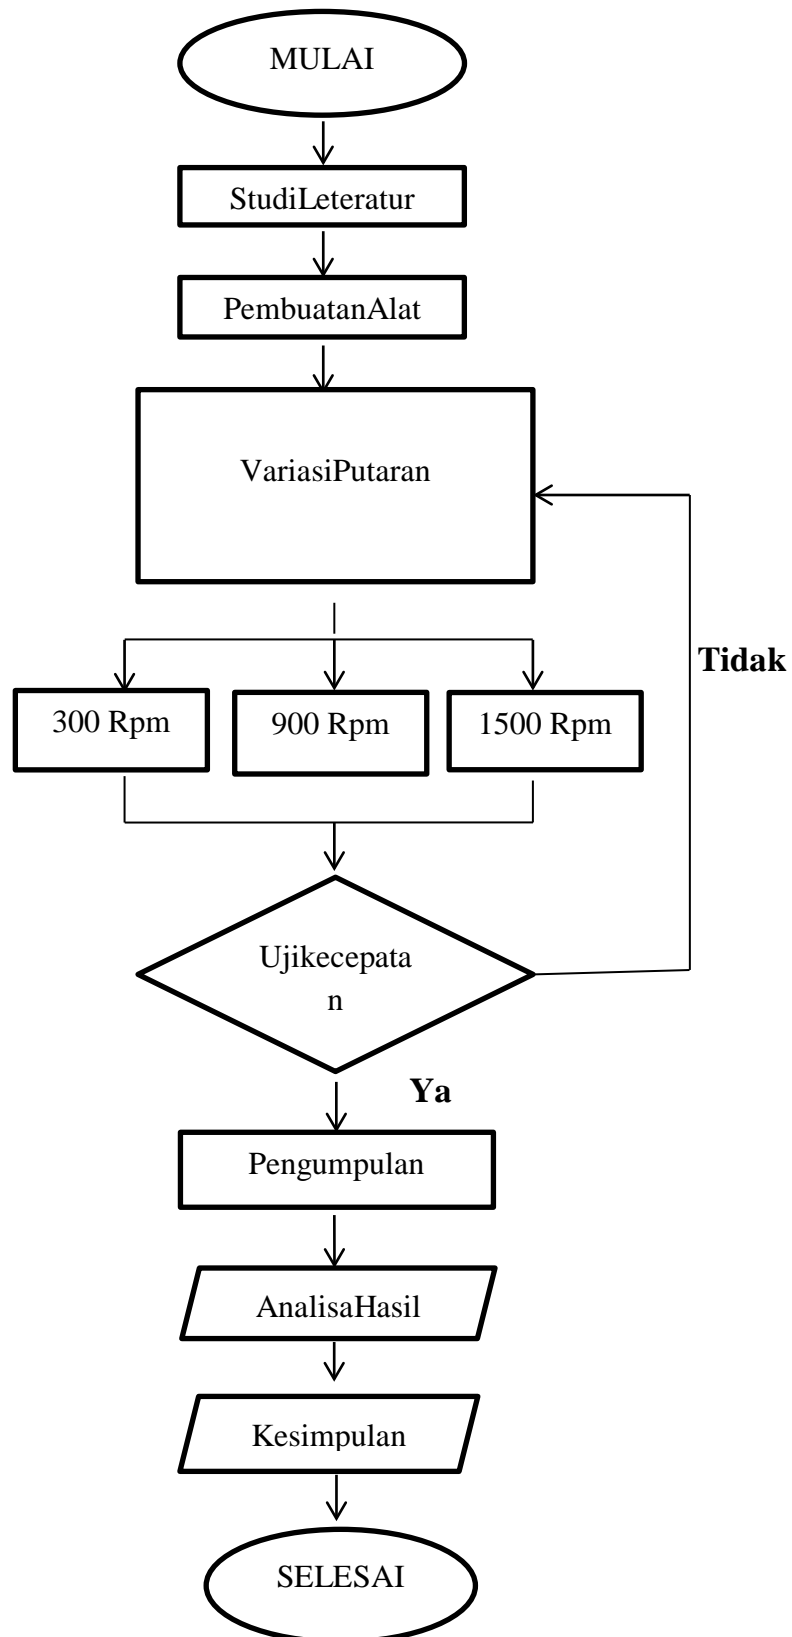 MULAI
StudiLeteratur
PembuatanAlat
VariasiPutaran
Tidak
300 Rpm
900 Rpm
1500 Rpm
Ujikecepata
n
Ya
Pengumpulan
AnalisaHasil
Kesimpulan
SELESAI